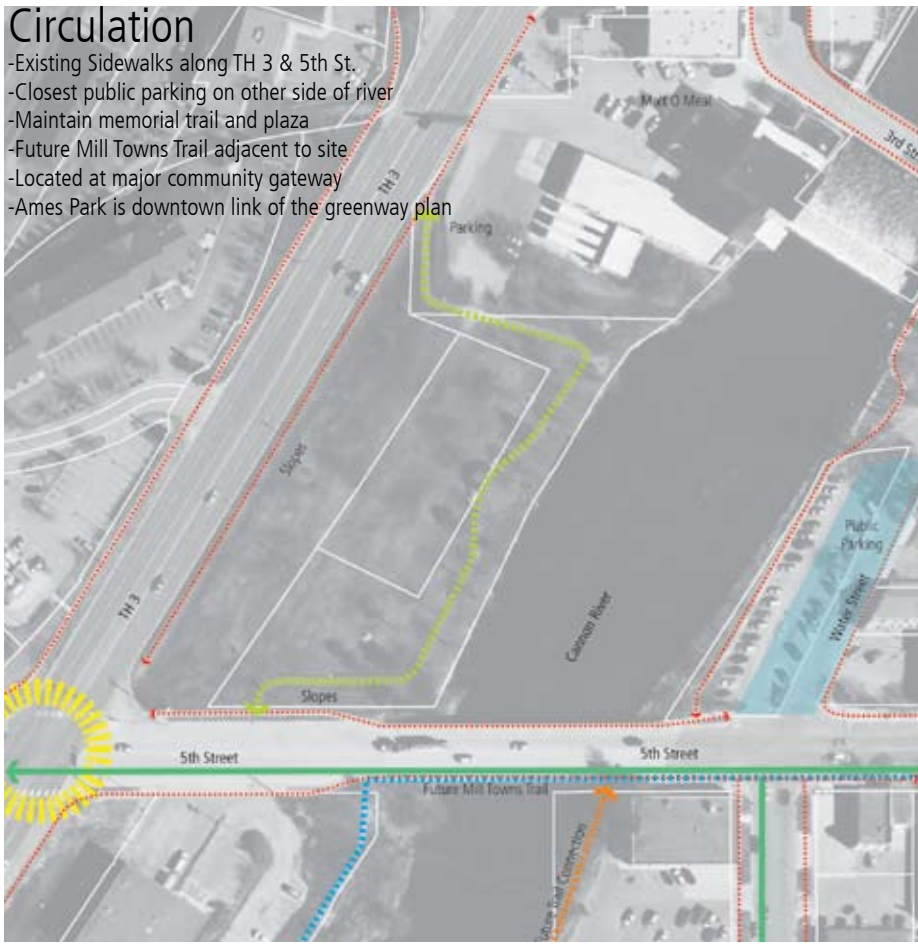 Circulation
-Existing Sidewalks along TH 3 & 5th St.
-Closest public parking on other side of river
-Maintain memorial trail and plaza
-Future Mill Towns Trail adjacent to site
-Located at major community gateway
-Ames Park is downtown link of the greenway plan
Malt O Meal
3rd Str
TH 3
Parking
Slopes
Public
Parking
Water Street
TH 3
Cannon River
Slopes
5th Street
5th Street
Future Mill Towns Trail
Future Trail Connection